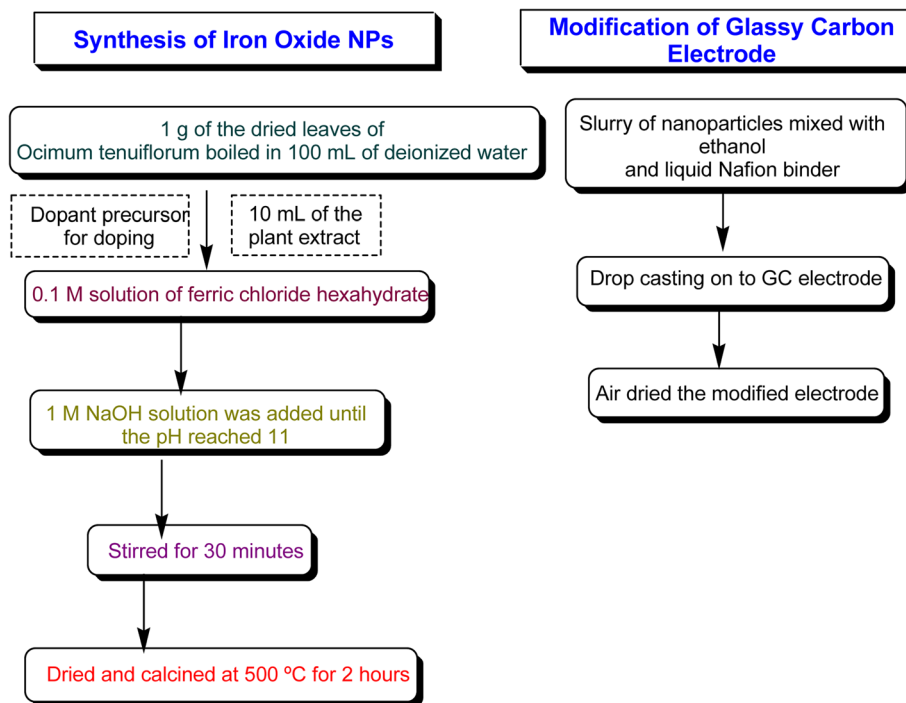 Synthesis of Iron Oxide NPs
1 g of the dried leaves of
Ocimum tenuiflorum boiled in 100 mL of deionized water
Dopant precursor
for doping
10 mL of the
plant extract
0.1 M solution of ferric chloride hexahydrate
1 M NaOH solution was added until
the pH reached 11
Stirred for 30 minutes
Dried and calcined at 500 ºC for 2 hours
Modification of Glassy Carbon
Electrode
Slurry of nanoparticles mixed with
ethanol
and liquid Nafion binder
Drop casting on to GC electrode
Air dried the modified electrode